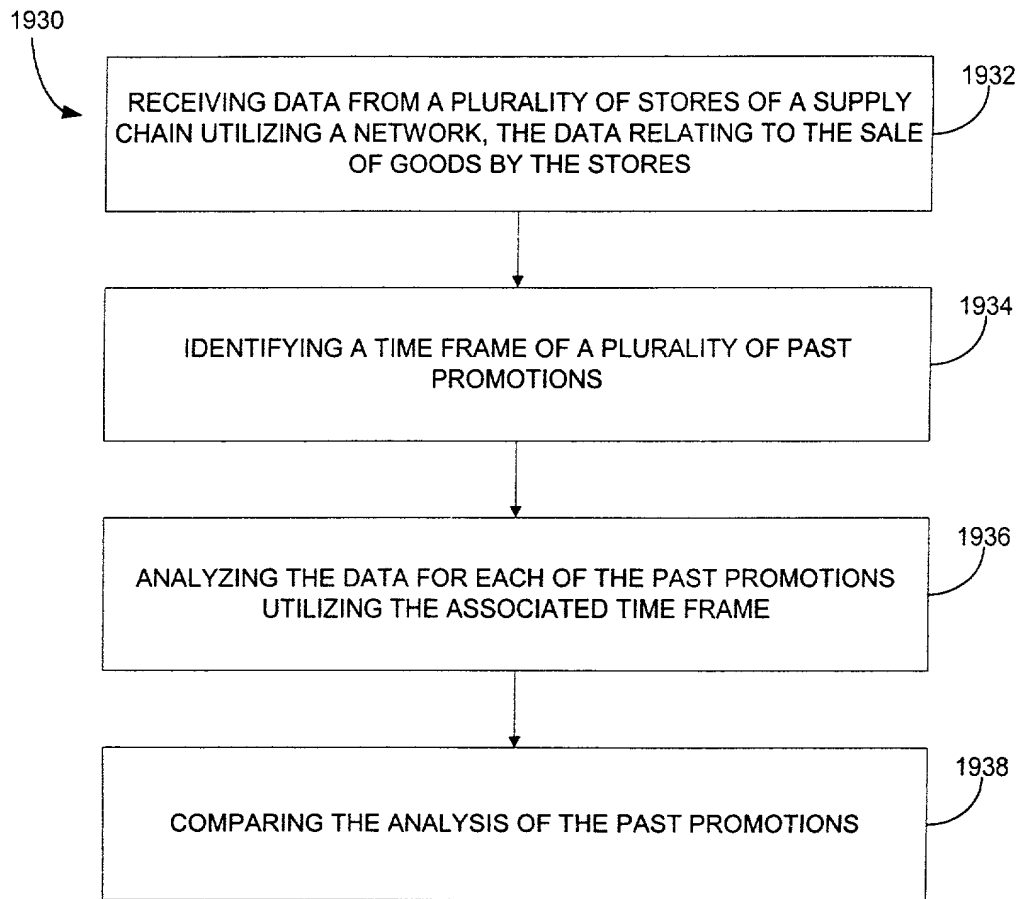 1930
1932
RECEIVING DATA FROM A PLURALITY OF STORES OF A SUPPLY
CHAIN UTILIZING A NETWORK, THE DATA RELATING TO THE SALE
OF GOODS BY THE STORES
1934
IDENTIFYING A TIME FRAME OF A PLURALITY OF PAST
PROMOTIONS
1936
ANALYZING THE DATA FOR EACH OF THE PAST PROMOTIONS
UTILIZING THE ASSOCIATED TIME FRAME
1938
COMPARING THE ANALYSIS OF THE PAST PROMOTIONS